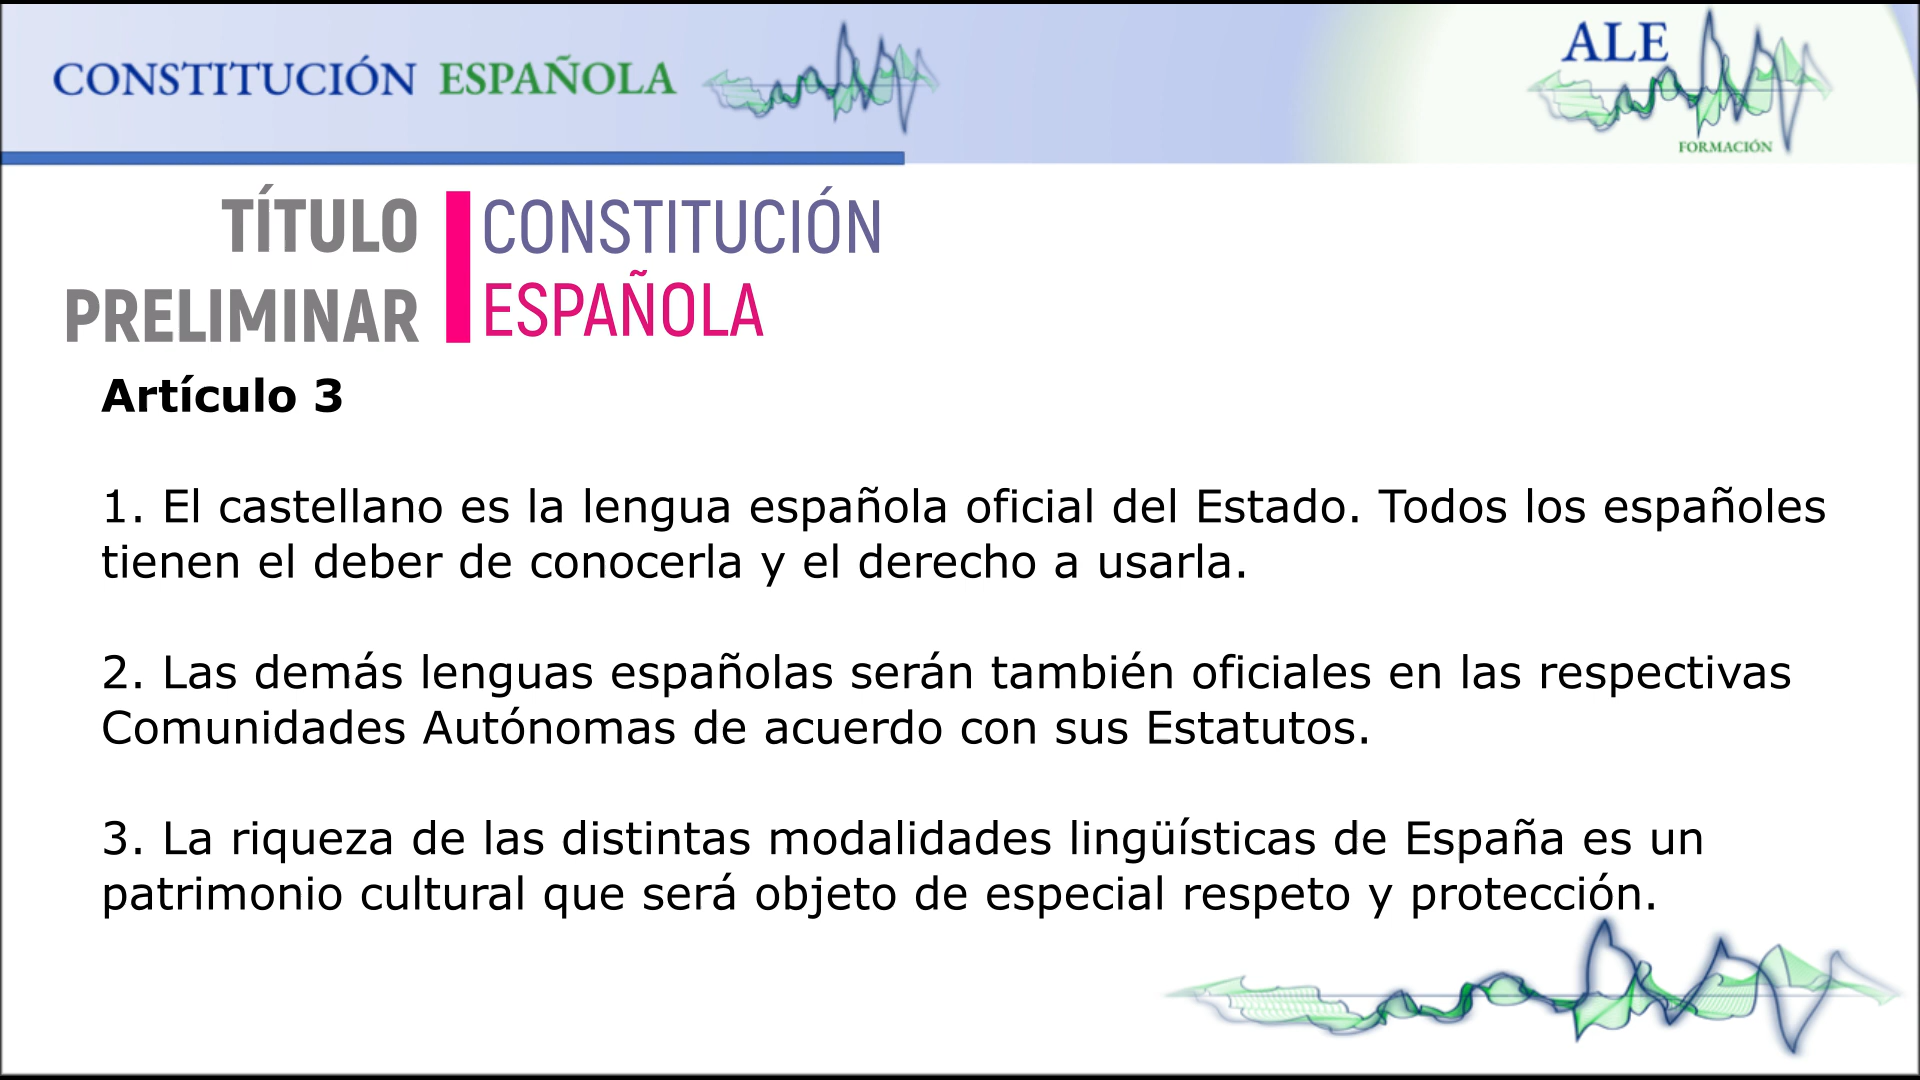 CONSTITUCIÓN ESPAÑOLA
ALE
FORMACIÓN
TÍTULO
PRELIMINAR
CONSTITUCIÓN
ESPAÑOLA
Artículo 3
1. El castellano es la lengua española oficial del Estado. Todos los españoles
tienen el deber de conocerla y el derecho a usarla.
2. Las demás lenguas españolas serán también oficiales en las respectivas
Comunidades Autónomas de acuerdo con sus Estatutos.
3. La riqueza de las distintas modalidades lingüísticas de España es un
patrimonio cultural que será objeto de especial respeto y protección.